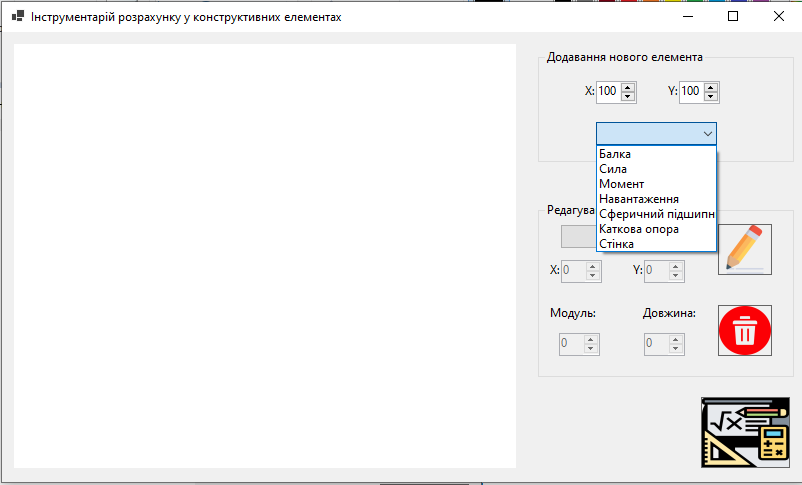 Інструментарій розрахунку у конструктивних елементах
Додавання нового елемента
X: 100 Y: 100
Балка
Сила
Момент
Навантаження
Сферичний підшипн
Каткова опора
Стінка
Редагува
X: 0 Y: 0
Модуль: Довжина:
0 0
√x